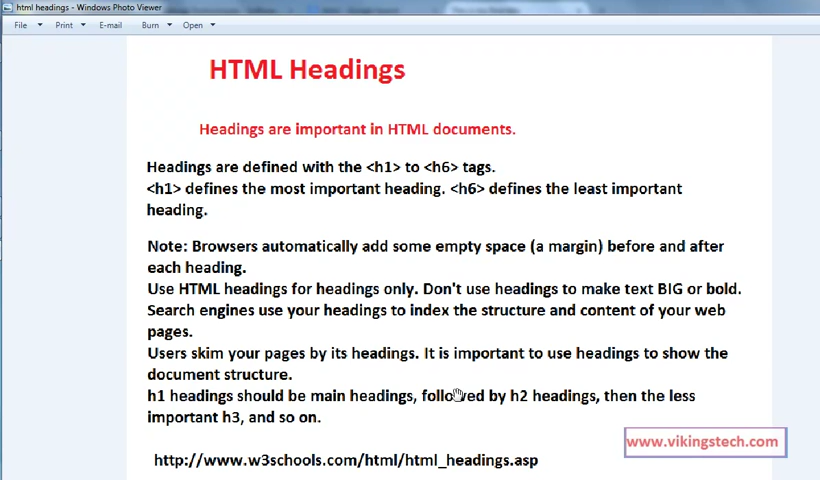 html headings - Windows Photo Viewer
File Print E-mail Burn Open
HTML Headings
Headings are important in HTML documents.
Headings are defined with the <h1> to <h6> tags.
<h1> defines the most important heading. <h6> defines the least important
heading.
Note: Browsers automatically add some empty space (a margin) before and after
each heading.
Use HTML headings for headings only. Don't use headings to make text BIG or bold.
Search engines use your headings to index the structure and content of your web
pages.
Users skim your pages by its headings. It is important to use headings to show the
document structure.
h1 headings should be main headings, followed by h2 headings, then the less
important h3, and so on.
www.vikingstech.com
http://www.w3schools.com/html/html_headings.asp